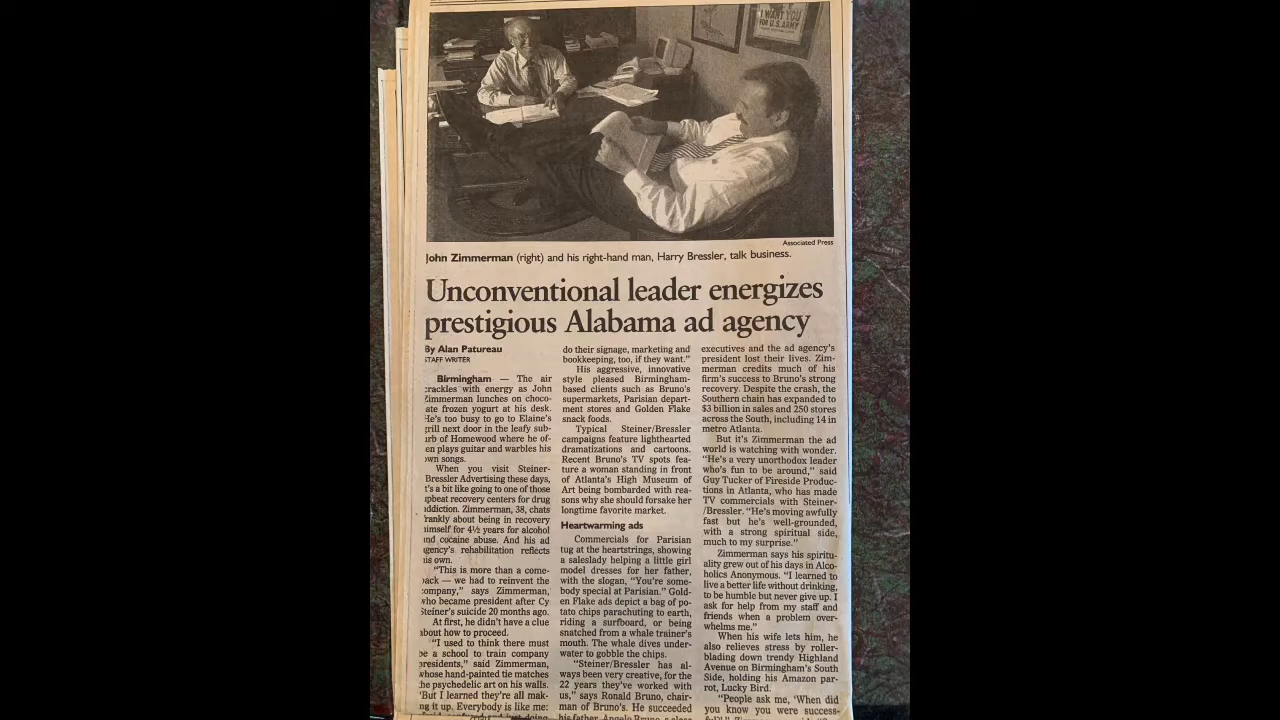 I WANT YOU
FOR U.S. ARMY
Associated Press
John Zimmerman (right) and his right-hand man, Harry Bressler, talk business.
Unconventional leader energizes
prestigious Alabama ad agency
By Alan Patureau
STAFF WRITER
Birmingham — The air
crackles with energy as John
Zimmerman lunches on choco-
ate frozen yogurt at his desk.
He's too busy to go to Elaine's
grill next door in the leafy sub-
urb of Homewood where he of-
en plays guitar and warbles his
own songs.
When you visit Steiner-
Bressler Advertising these days,
it's a bit like going to one of those
upbeat recovery centers for drug
addiction. Zimmerman, 38, chats
frankly about being in recovery
himself for 4½ years for alcohol
and cocaine abuse. And his ad
agency's rehabilitation reflects
his own.
"This is more than a come-
back — we had to reinvent the
company," says Zimmerman,
who became president after Cy
Steiner's suicide 20 months ago.
At first, he didn't have a clue
about how to proceed.
"I used to think there must
be a school to train company
presidents," said Zimmerman,
whose hand-painted tie matches
the psychedelic art on his walls.
"But I learned they're all mak-
ng it up. Everybody is like me:
do their signage, marketing and
bookkeeping, too, if they want."
His aggressive, innovative
style pleased Birmingham-
based clients such as Bruno's
supermarkets, Parisian depart-
ment stores and Golden Flake
snack foods.
Typical Steiner/Bressler
campaigns feature lighthearted
dramatizations and cartoons.
Recent Bruno's TV spots fea-
ture a woman standing in front
of Atlanta's High Museum of
Art being bombarded with rea-
sons why she should forsake her
longtime favorite market.
Heartwarming ads
Commercials for Parisian
tug at the heartstrings, showing
a saleslady helping a little girl
model dresses for her father,
with the slogan, "You're some-
body special at Parisian." Gold-
en Flake ads depict a bag of po-
tato chips parachuting to earth,
riding a surfboard, or being
snatched from a whale trainer's
mouth. The whale dives under-
water to gobble the chips.
"Steiner/Bressler has al-
ways been very creative, for the
22 years they've worked with
us," says Ronald Bruno, chair-
man of Bruno's. He succeeded
his father, Angelo Bruno, a close
executives and the ad agency's
president lost their lives. Zim-
merman credits much of his
firm's success to Bruno's strong
recovery. Despite the crash, the
Southern chain has expanded to
$3 billion in sales and 250 stores
across the South, including 14 in
metro Atlanta.
But it's Zimmerman the ad
world is watching with wonder.
"He's a very unorthodox leader
who's fun to be around," said
Guy Tucker of Fireside Produc-
tions in Atlanta, who has made
TV commercials with Steiner-
/Bressler. "He's moving awfully
fast but he's well-grounded,
with a strong spiritual side,
much to my surprise."
Zimmerman says his spiritu-
ality grew out of his days in Alco-
holics Anonymous. "I learned to
live a better life without drinking,
to be humble but never give up. I
ask for help from my staff and
friends when a problem over-
whelms me."
When his wife lets him, he
also relieves stress by roller-
blading down trendy Highland
Avenue on Birmingham's South
Side, holding his Amazon par-
rot, Lucky Bird.
"People ask me, 'When did
you know you were success-